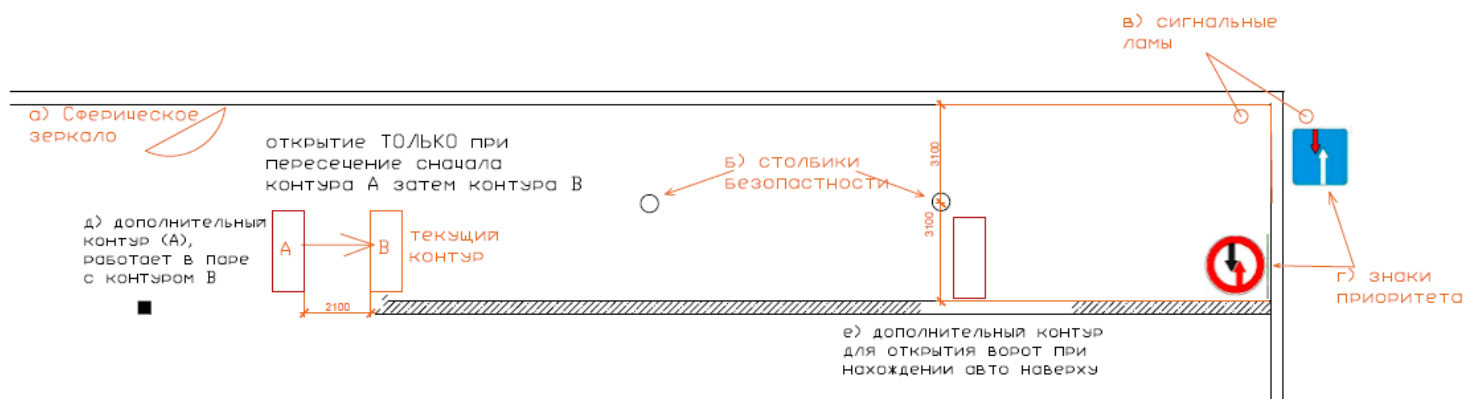 в) сигнальные
ламы
а) Сферическое
зеркало
открытие ТОЛЬКО при
пересечение сначала
контура А затем контура В
б) столбики
безопастности
3100
3100
д) дополнительный
контур (А),
работает в паре
с контуром В
А
В
текущий
контур
2100
г) знаки
приоритета
е) дополнительный контур
для открытия ворот при
нахождении авто наверху